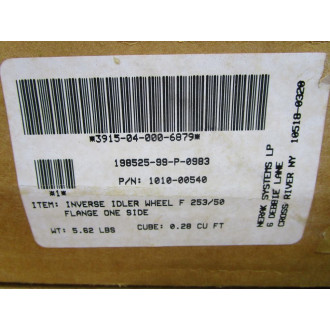 *3915-04-000-6879*
198525-99-P-0983
P/N: 1010-00540
*1*
ITEM: INVERSE IDLER WHEEL F 253/50
FLANGE ONE SIDE
WT: 5.62 LBS CUBE: 0.28 CU FT
NERAK SYSTEMS LP
6 DEBBIE LANE
CROSS RIVER NY 10518-0320